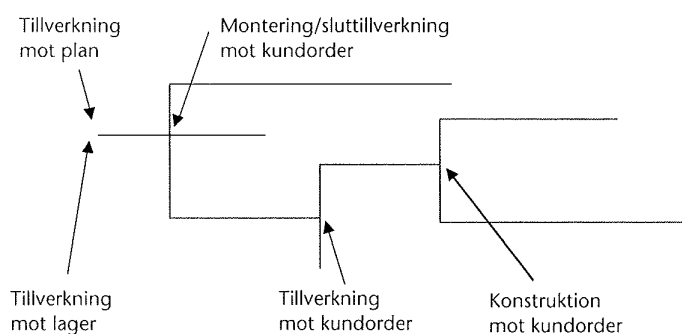 Tillverkning
mot plan
Montering/sluttillverkning
mot kundorder
Tillverkning
mot lager
Tillverkning
mot kundorder
Konstruktion
mot kundorder